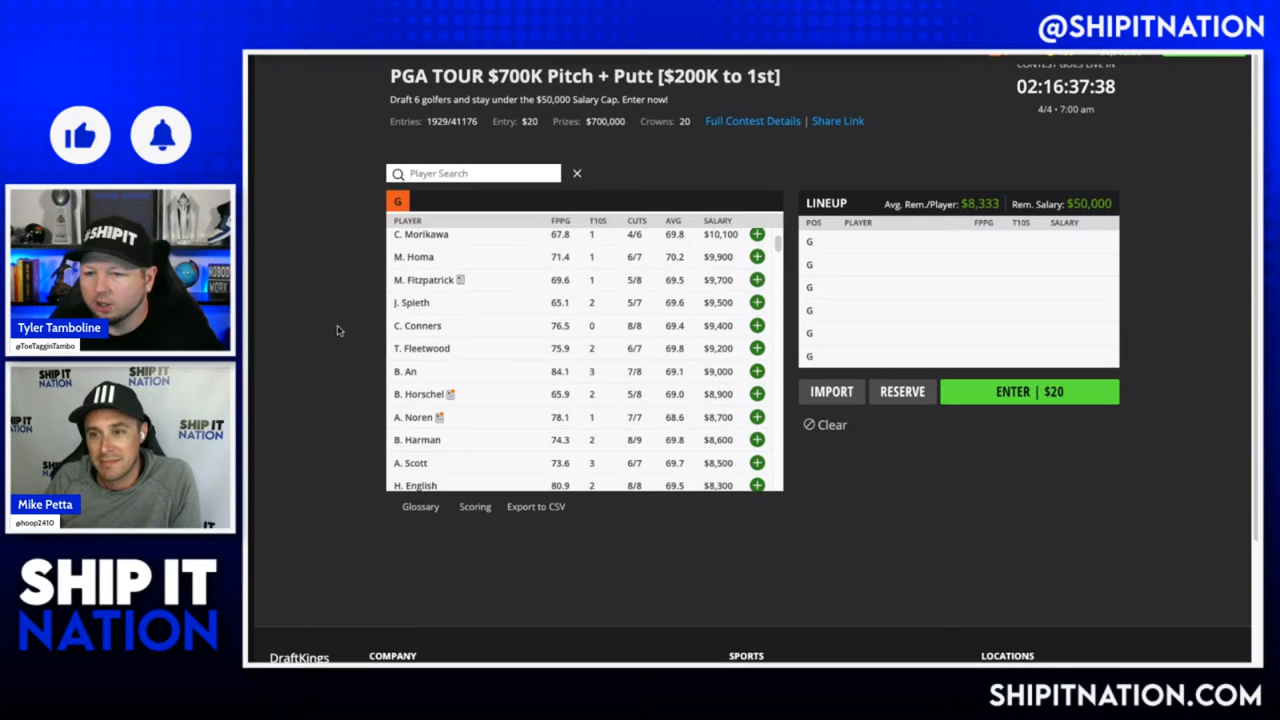 @SHIPITNATION
PGA TOUR $700K Pitch + Putt [$200K to 1st]
CONTEST GOES LIVE IN
02:16:37:38
4/4 • 7:00 am
Draft 6 golfers and stay under the $50,000 Salary Cap. Enter now!
Entries: 1929/41176 Entry: $20 Prizes: $700,000 Crowns: 20 Full Contest Details | Share Link
Player Search
G
PLAYER FPPG T10S CUTS AVG SALARY
C. Morikawa 67.8 1 4/6 69.8 $10,100
M. Homa 71.4 1 6/7 70.2 $9,900
M. Fitzpatrick 69.6 1 5/8 69.5 $9,700
J. Spieth 65.1 2 5/7 69.6 $9,500
C. Conners 76.5 0 8/8 69.4 $9,400
T. Fleetwood 75.9 2 6/7 69.8 $9,200
B. An 84.1 3 7/8 69.1 $9,000
B. Horschel 65.9 2 5/8 69.0 $8,900
A. Noren 78.1 1 7/7 68.6 $8,700
B. Harman 74.3 2 8/9 69.8 $8,600
A. Scott 73.6 3 6/7 69.7 $8,500
H. English 80.9 2 8/8 69.5 $8,300
Glossary Scoring Export to CSV
LINEUP Avg. Rem./Player: $8,333 Rem. Salary: $50,000
POS PLAYER FPPG T10S SALARY
G
G
G
G
G
G
IMPORT RESERVE ENTER | $20
Clear
DraftKings COMPANY SPORTS LOCATIONS
#SHIPIT
NOBODY
Tyler Tamboline
@ToeTagginTambo
SHIP IT
NATION
SHIP IT
NATION
SHIP IT
NATION
Mike Petta
@hoop2410
SHIP IT
NATION
SHIPITNATION.COM